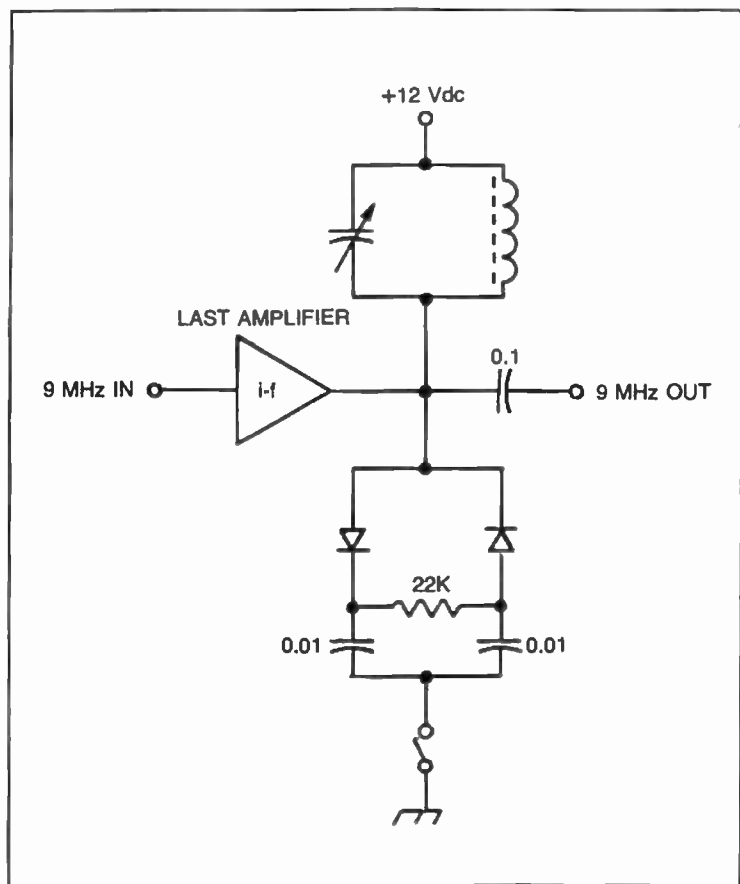 +12 Vdc
LAST AMPLIFIER
0.1
9 MHz IN
i-f
9 MHz OUT
22K
0.01
0.01